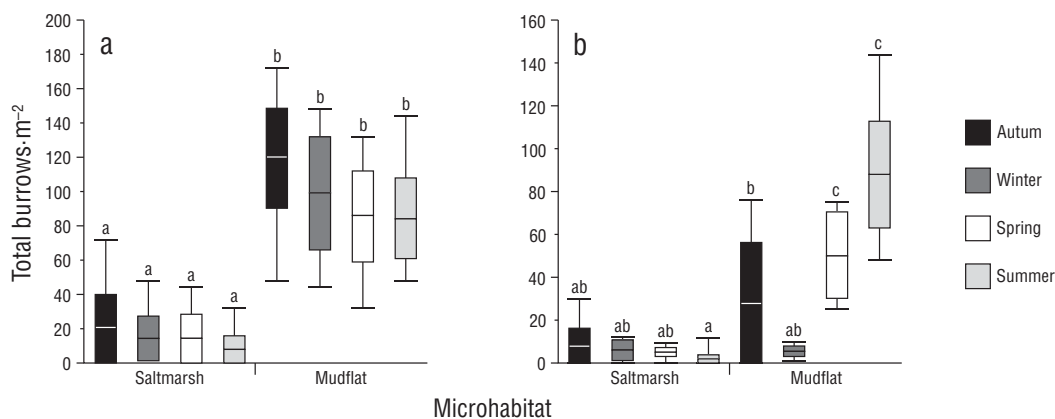 a
b
Total burrows·m⁻²
200
180
160
140
120
100
80
60
40
20
0
a
a
a
a
b
b
b
b
Saltmarsh
Mudflat
160
140
120
100
80
60
40
20
0
ab
ab
ab
a
b
ab
c
c
Saltmarsh
Mudflat
Autum
Winter
Spring
Summer
Microhabitat